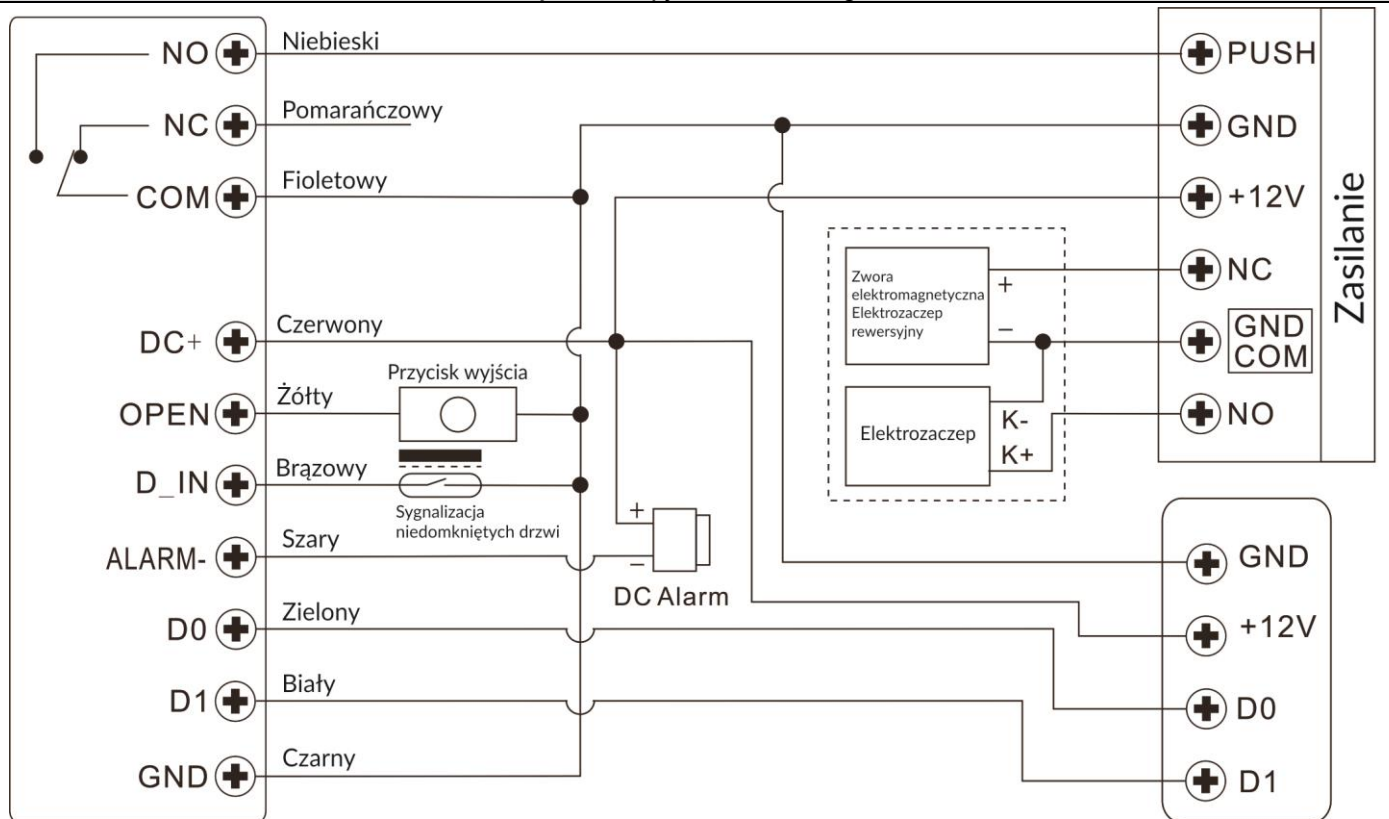 NO
Niebieski
NC
Pomarańczowy
COM
Fioletowy
DC+
Czerwony
OPEN
Żółty
Przycisk wyjścia
D_IN
Brązowy
Sygnalizacja
niedomkniętych drzwi
ALARM-
Szary
+
–
DC Alarm
D0
Zielony
D1
Biały
GND
Czarny
Zwora
elektromagnetyczna
Elektrozaczep
rewersyjny
+
–
Elektrozaczep
K-
K+
PUSH
GND
+12V
NC
GND
COM
NO
Zasilanie
GND
+12V
D0
D1